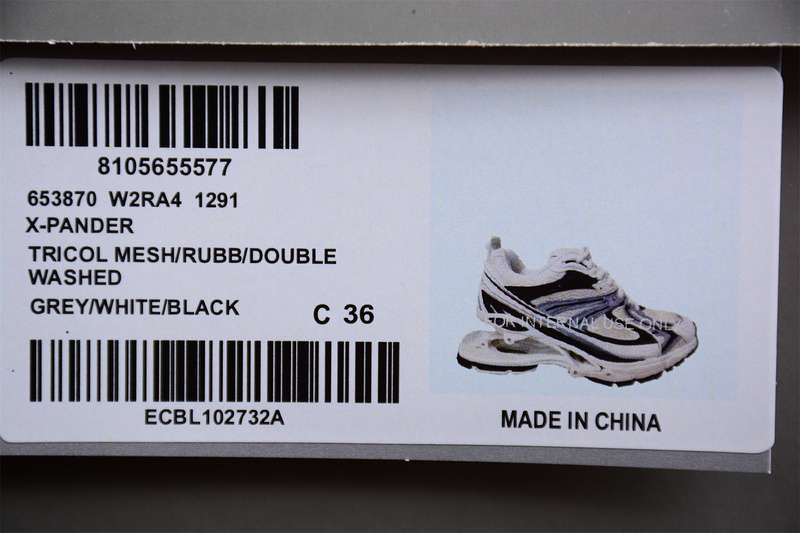 8105655577
653870 W2RA4 1291
X-PANDER
TRICOL MESH/RUBB/DOUBLE
WASHED
GREY/WHITE/BLACK
C 36
FOR INTERNAL USE ONLY
ECBL102732A
MADE IN CHINA